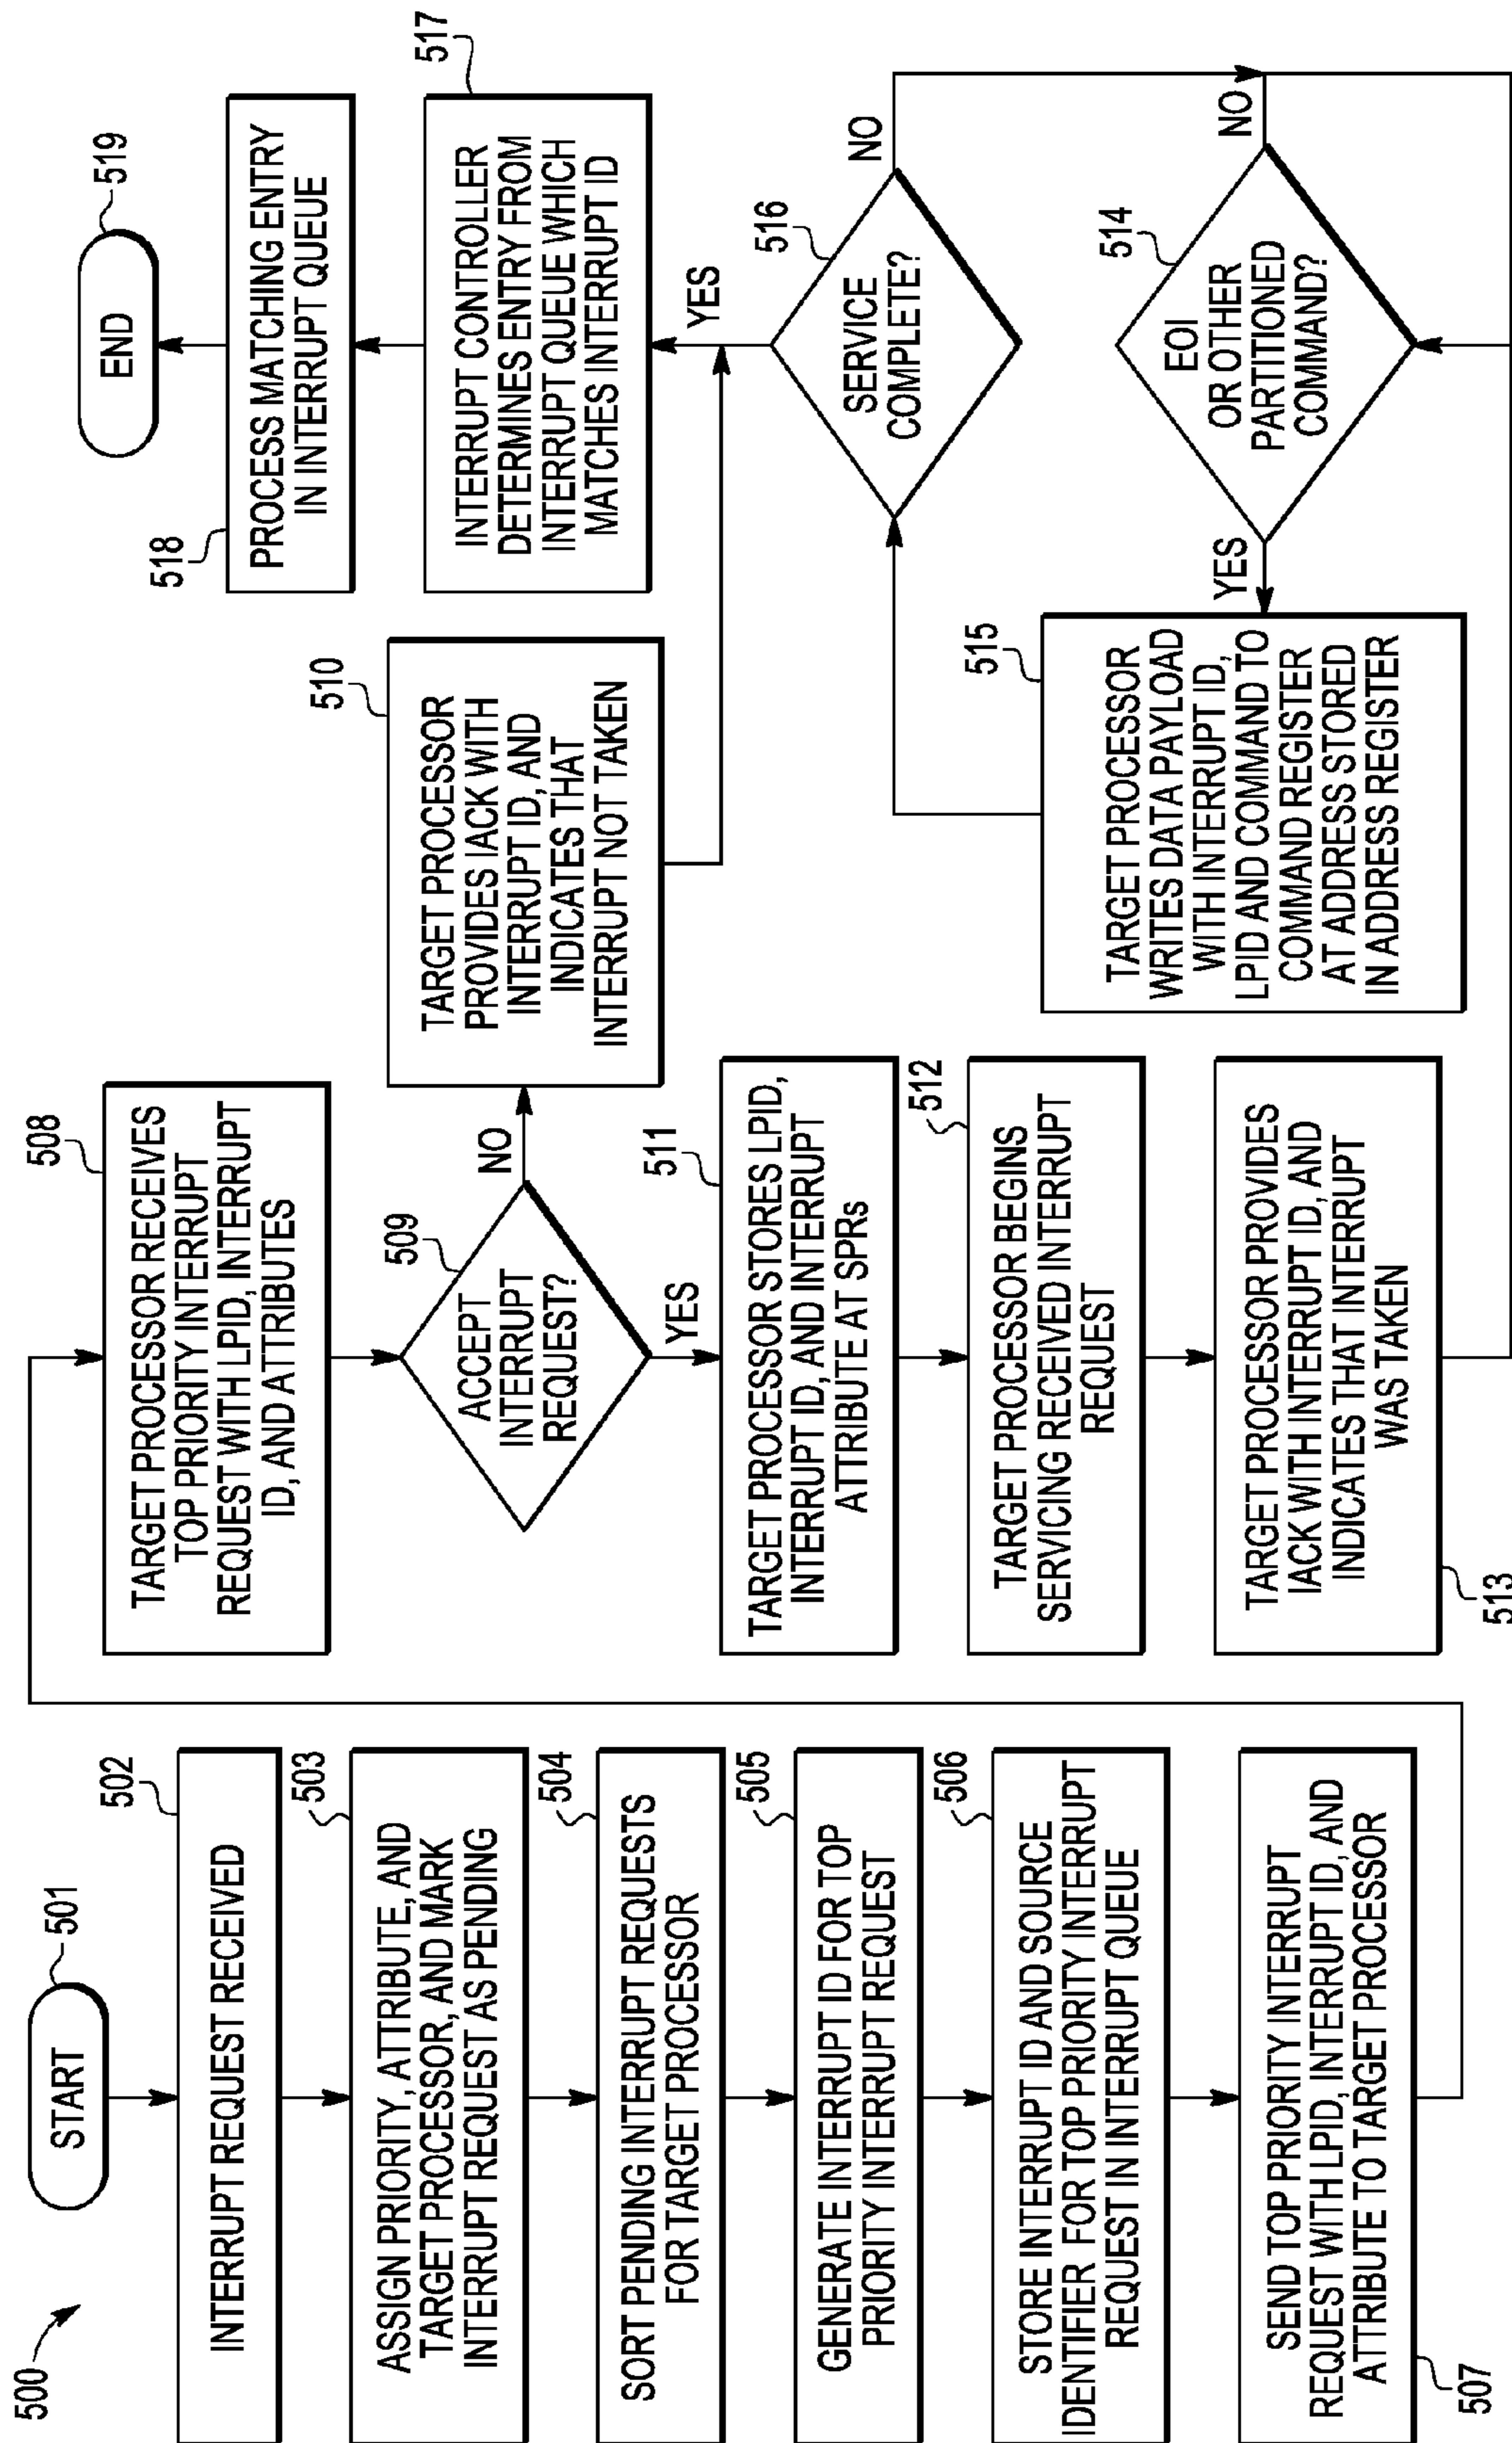 500
START
501
502
INTERRUPT REQUEST RECEIVED
503
ASSIGN PRIORITY, ATTRIBUTE, AND
TARGET PROCESSOR, AND MARK
INTERRUPT REQUEST AS PENDING
504
SORT PENDING INTERRUPT REQUESTS
FOR TARGET PROCESSOR
505
GENERATE INTERRUPT ID FOR TOP
PRIORITY INTERRUPT REQUEST
506
STORE INTERRUPT ID AND SOURCE
IDENTIFIER FOR TOP PRIORITY INTERRUPT
REQUEST IN INTERRUPT QUEUE
SEND TOP PRIORITY INTERRUPT
REQUEST WITH LPID, INTERRUPT ID, AND
ATTRIBUTE TO TARGET PROCESSOR
507
508
TARGET PROCESSOR RECEIVES
TOP PRIORITY INTERRUPT
REQUEST WITH LPID, INTERRUPT
ID, AND ATTRIBUTES
509
ACCEPT
INTERRUPT
REQUEST?
NO
YES
510
TARGET PROCESSOR
PROVIDES IACK WITH
INTERRUPT ID, AND
INDICATES THAT
INTERRUPT NOT TAKEN
511
TARGET PROCESSOR STORES LPID,
INTERRUPT ID, AND INTERRUPT
ATTRIBUTE AT SPRs
512
TARGET PROCESSOR BEGINS
SERVICING RECEIVED INTERRUPT
REQUEST
TARGET PROCESSOR PROVIDES
IACK WITH INTERRUPT ID, AND
INDICATES THAT INTERRUPT
WAS TAKEN
513
514
EOI
OR OTHER
PARTITIONED
COMMAND?
NO
YES
515
TARGET PROCESSOR
WRITES DATA PAYLOAD
WITH INTERRUPT ID,
LPID AND COMMAND TO
COMMAND REGISTER
AT ADDRESS STORED
IN ADDRESS REGISTER
516
SERVICE
COMPLETE?
NO
YES
517
INTERRUPT CONTROLLER
DETERMINES ENTRY FROM
INTERRUPT QUEUE WHICH
MATCHES INTERRUPT ID
518
PROCESS MATCHING ENTRY
IN INTERRUPT QUEUE
519
END